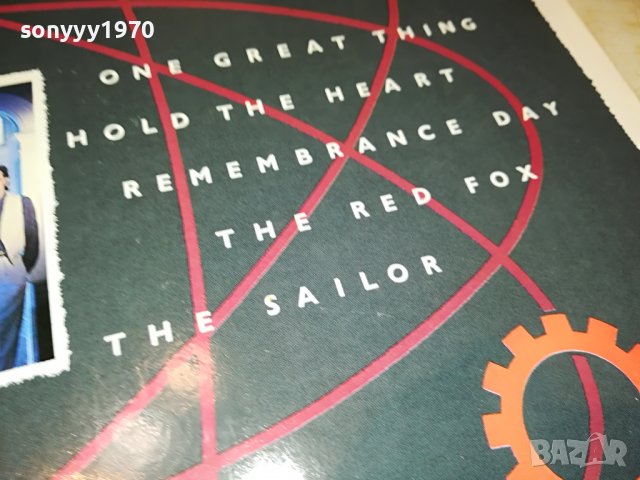 sonyyy1970
ONE GREAT THING
HOLD THE HEART
REMEMBRANCE DAY
THE RED FOX
THE SAILOR
BAZAR